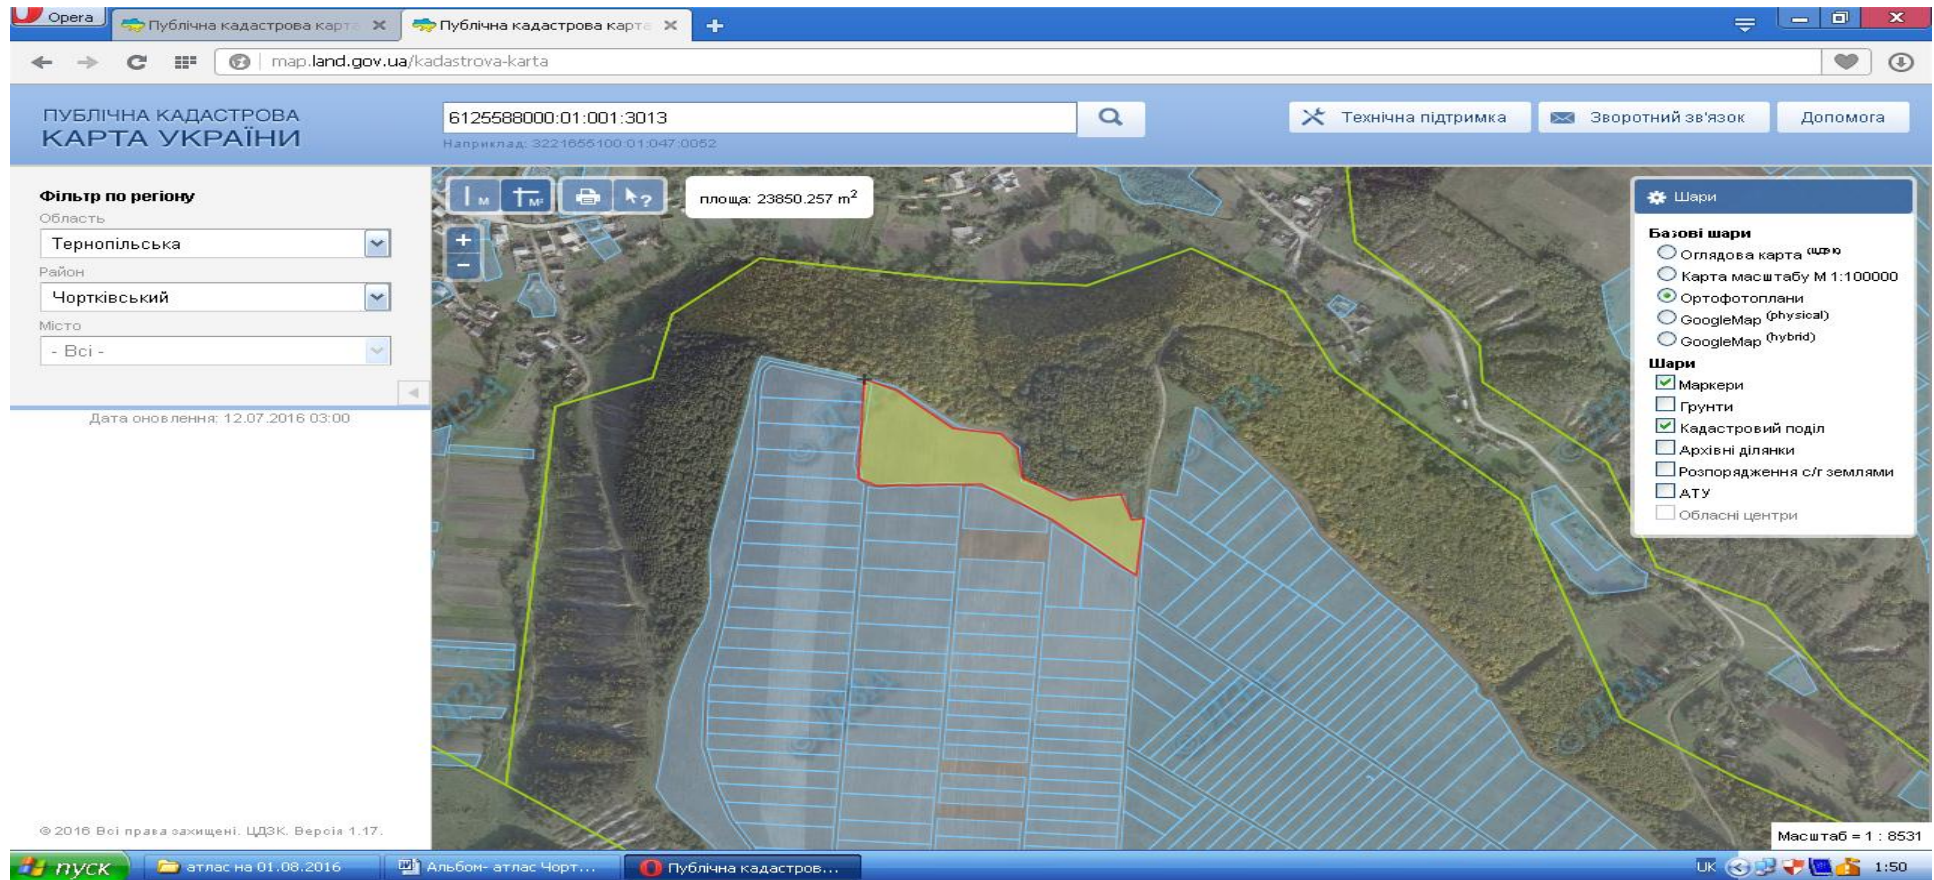 Opera
Публічна кадастрова карта
Публічна кадастрова карта
map.land.gov.ua/kadastrova-karta
ПУБЛІЧНА КАДАСТРОВА
КАРТА УКРАЇНИ
6125588000:01:001:3013
Наприклад: 3221655100:01:047:0052
Технічна підтримка
Зворотний зв'язок
Допомога
Фільтр по регіону
Область
Тернопільська
Район
Чортківський
Місто
- Всі -
Дата оновлення: 12.07.2016 03:00
М
М²
площа: 23850.257 m²
Шари
Базові шари
Оглядова карта
Карта масштабу М 1:100000
Ортофотоплани
GoogleMap (physical)
GoogleMap (hybrid)
Шари
Маркери
Грунти
Кадастровий поділ
Архівні ділянки
Розпорядження с/г землями
АТУ
Обласні центри
© 2016 Всі права захищені. ЦДЗК. Версія 1.17.
Масштаб = 1 : 8531
пуск
атлас на 01.08.2016
Альбом- атлас Чорт...
Публічна кадастров...
UK
1:50